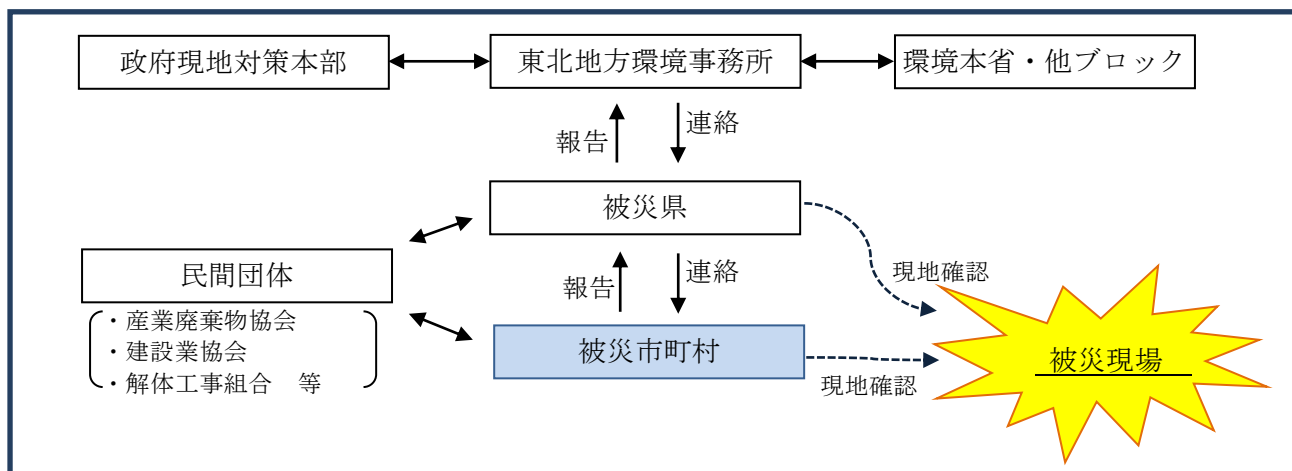 政府現地対策本部
東北地方環境事務所
環境本省・他ブロック
報告
連絡
被災県
民間団体
・産業廃棄物協会
・建設業協会
・解体工事組合　等
報告
連絡
被災市町村
現地確認
現地確認
被災現場